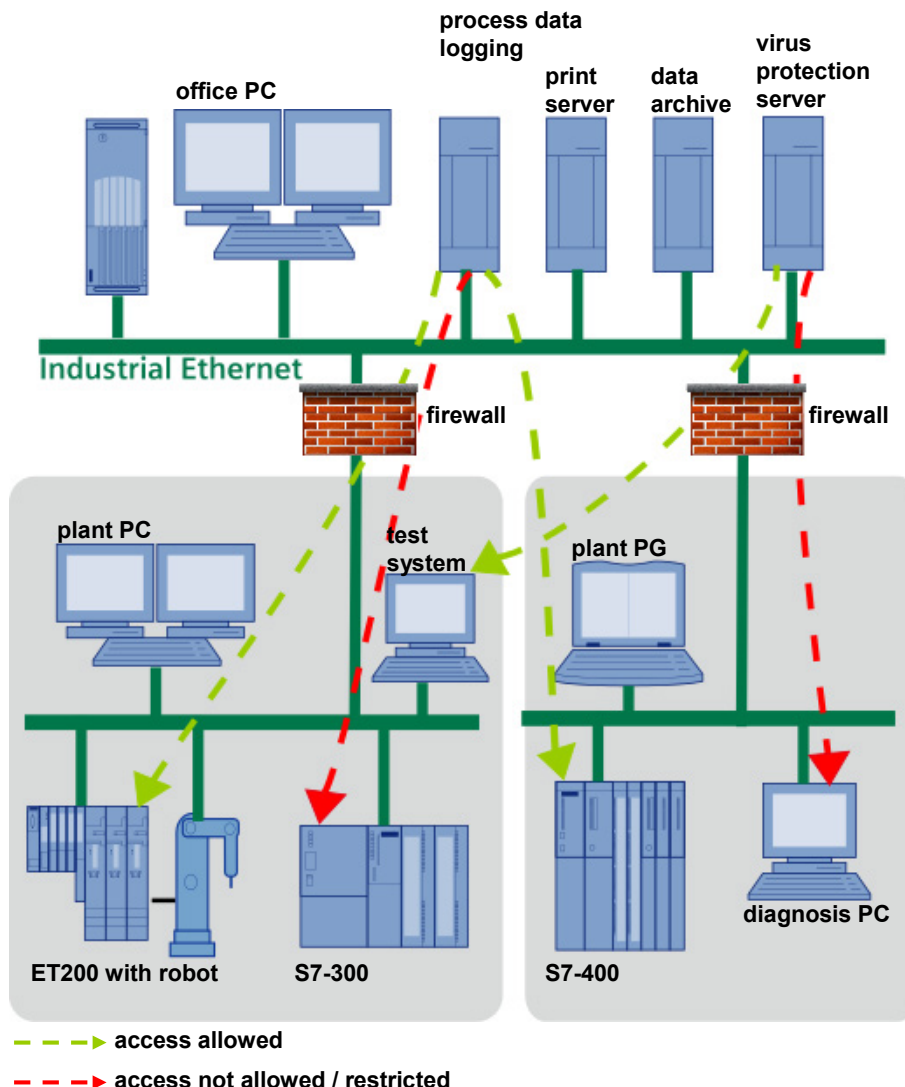 process data
logging
virus
protection
server
office PC
print
server
data
archive
Industrial Ethernet
firewall
firewall
plant PC
test
system
plant PG
ET200 with robot
S7-300
S7-400
diagnosis PC
access allowed
access not allowed / restricted